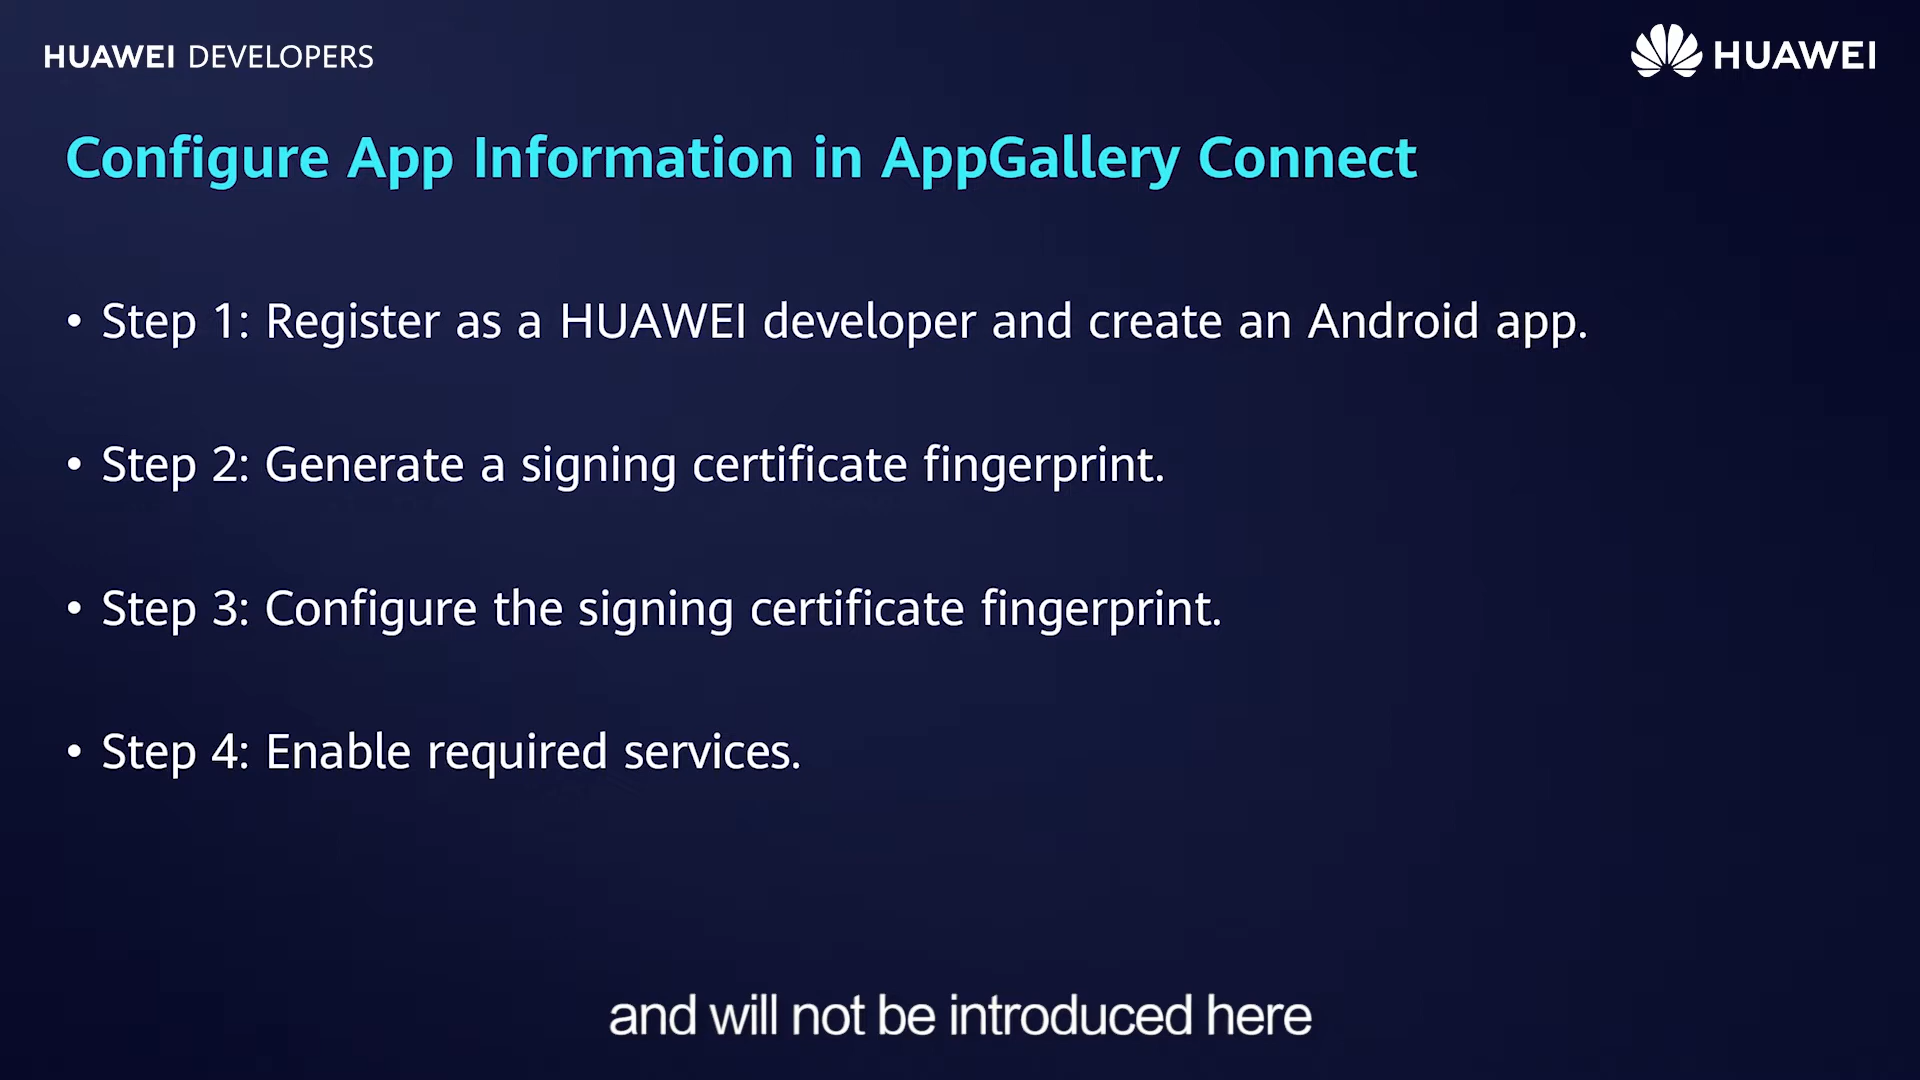 HUAWEI DEVELOPERS
HUAWEI
Configure App Information in AppGallery Connect
• Step 1: Register as a HUAWEI developer and create an Android app.
• Step 2: Generate a signing certificate fingerprint.
• Step 3: Configure the signing certificate fingerprint.
• Step 4: Enable required services.
and will not be introduced here